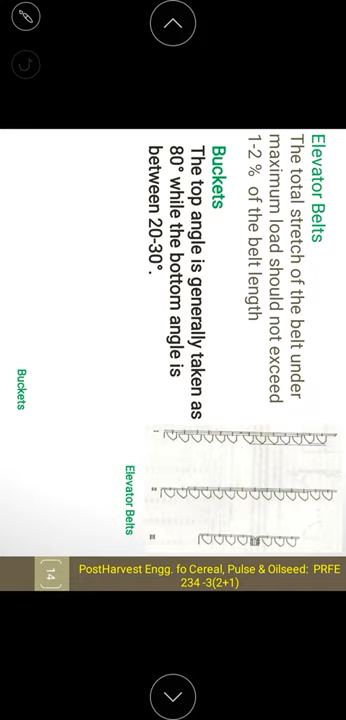 Elevator Belts
The total stretch of the belt under
maximum load should not exceed
1-2 % of the belt length
Buckets
The top angle is generally taken as
80° while the bottom angle is
between 20-30°.
I
II
III
Elevator Belts
Buckets
PostHarvest Engg. fo Cereal, Pulse & Oilseed: PRFE
234 -3(2+1)
14